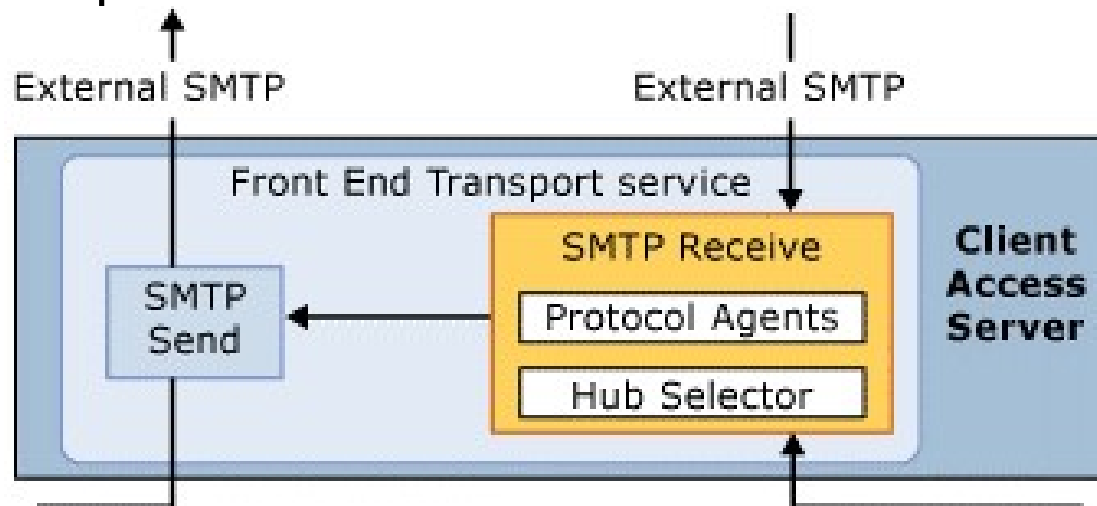 External SMTP
External SMTP
Front End Transport service
SMTP Receive
Client
Access
Server
SMTP
Send
Protocol Agents
Hub Selector